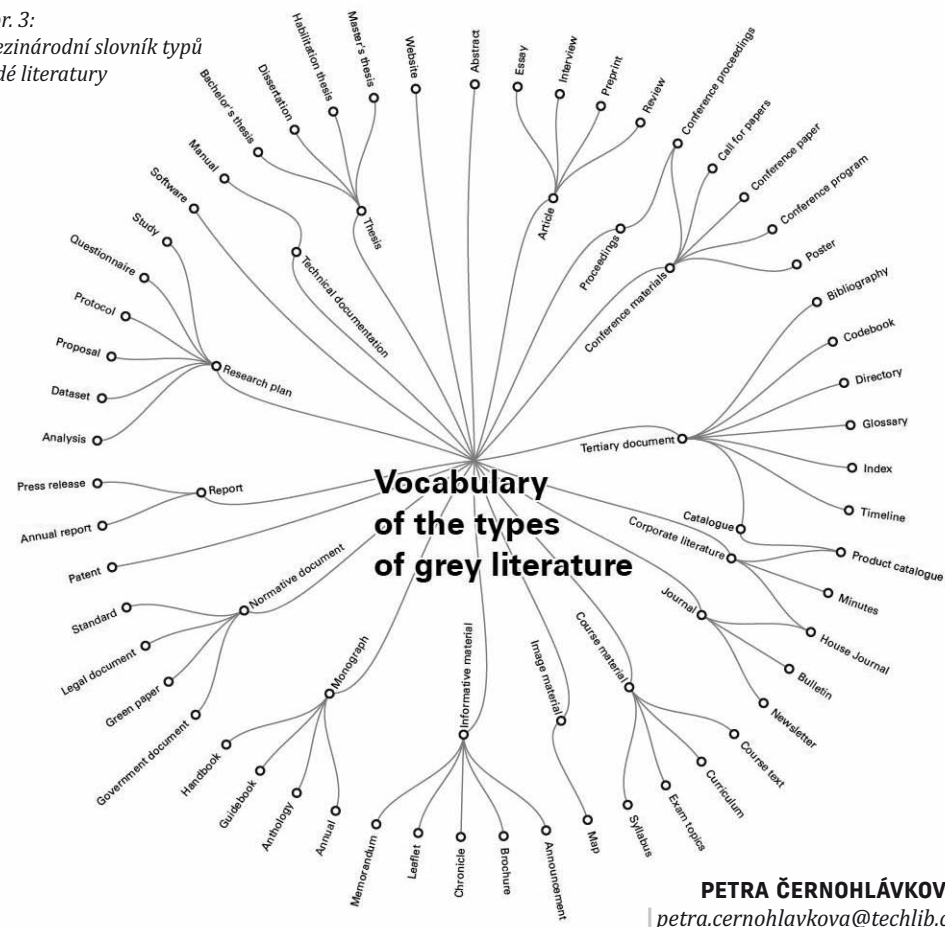 br. 3:
ezinárodní slovník typů
dé literatury
Vocabulary
of the types
of grey literature
Abstract
Article
Essay
Interview
Preprint
Review
Proceedings
Conference proceedings
Conference materials
Call for papers
Conference paper
Conference program
Poster
Tertiary document
Bibliography
Codebook
Directory
Glossary
Index
Timeline
Catalogue
Corporate literature
Product catalogue
Minutes
House Journal
Journal
Bulletin
Newsletter
Course material
Course text
Curriculum
Exam topics
Syllabus
Image material
Map
Informative material
Announcement
Brochure
Chronicle
Leaflet
Memorandum
Monograph
Annual
Anthology
Guidebook
Handbook
Normative document
Government document
Green paper
Legal document
Standard
Patent
Report
Annual report
Press release
Research plan
Analysis
Dataset
Proposal
Protocol
Questionnaire
Study
Software
Technical documentation
Manual
Thesis
Bachelor's thesis
Dissertation
Habilitation thesis
Master's thesis
Website
PETRA ČERNOHLÁVKOV
petra.cernohlavkova@techlib.c